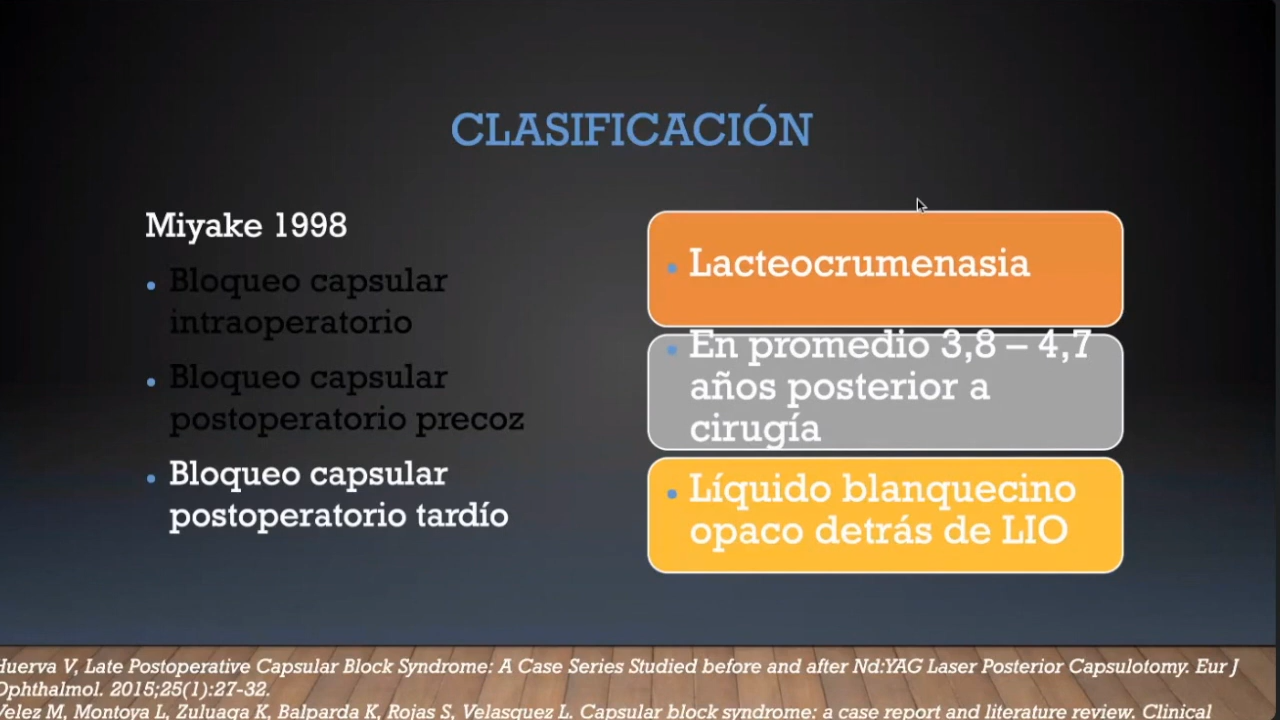 CLASIFICACIÓN
Miyake 1998
Bloqueo capsular
intraoperatorio
Bloqueo capsular
postoperatorio precoz
Bloqueo capsular
postoperatorio tardío
Lacteocrumenasia
En promedio 3,8 – 4,7
años posterior a
cirugía
Líquido blanquecino
opaco detrás de LIO
Huerva V, Late Postoperative Capsular Block Syndrome: A Case Series Studied before and after Nd:YAG Laser Posterior Capsulotomy. Eur J
Ophthalmol. 2015;25(1):27-32.
Velez M, Montoya L, Zuluaga K, Balparda K, Rojas S, Velasquez L. Capsular block syndrome: a case report and literature review. Clinical